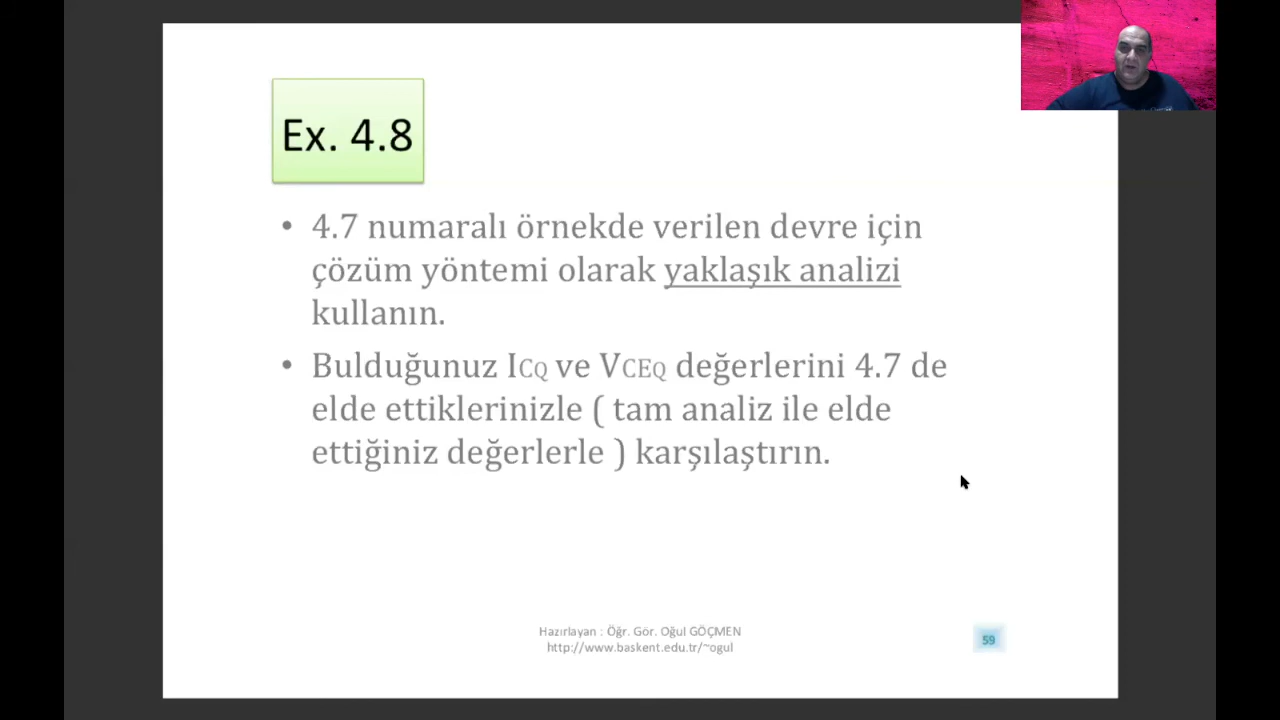 Ex. 4.8
• 4.7 numaralı örnekde verilen devre için
çözüm yöntemi olarak yaklaşık analizi
kullanın.
• Bulduğunuz ICQ ve VCEQ değerlerini 4.7 de
elde ettiklerinizle ( tam analiz ile elde
ettiğiniz değerlerle ) karşılaştırın.
Hazırlayan : Öğr. Gör. Oğul GÖÇMEN
http://www.baskent.edu.tr/~ogul
59